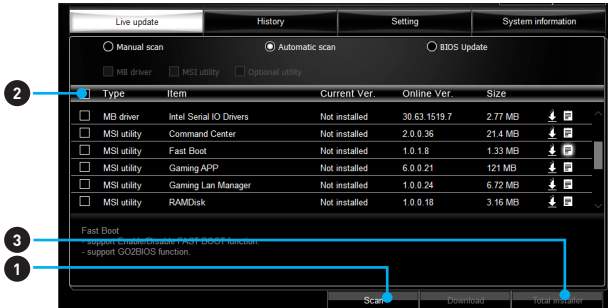 Live update History Setting System information
Manual scan Automatic scan BIOS Update
MB driver MSI utility Optional utility
2
Type Item Current Ver. Online Ver. Size
MB driver Intel Serial IO Drivers Not installed 30.63.1519.7 2.77 MB
MSI utility Command Center Not installed 2.0.0.36 21.4 MB
MSI utility Fast Boot Not installed 1.0.1.8 1.33 MB
MSI utility Gaming APP Not installed 6.0.0.21 121 MB
MSI utility Gaming Lan Manager Not installed 1.0.0.24 6.72 MB
MSI utility RAMDisk Not installed 1.0.0.18 3.16 MB
Fast Boot
- support Enable/Disable FAST BOOT function.
3
- support GO2BIOS function.
1
Scan Download Total Installer